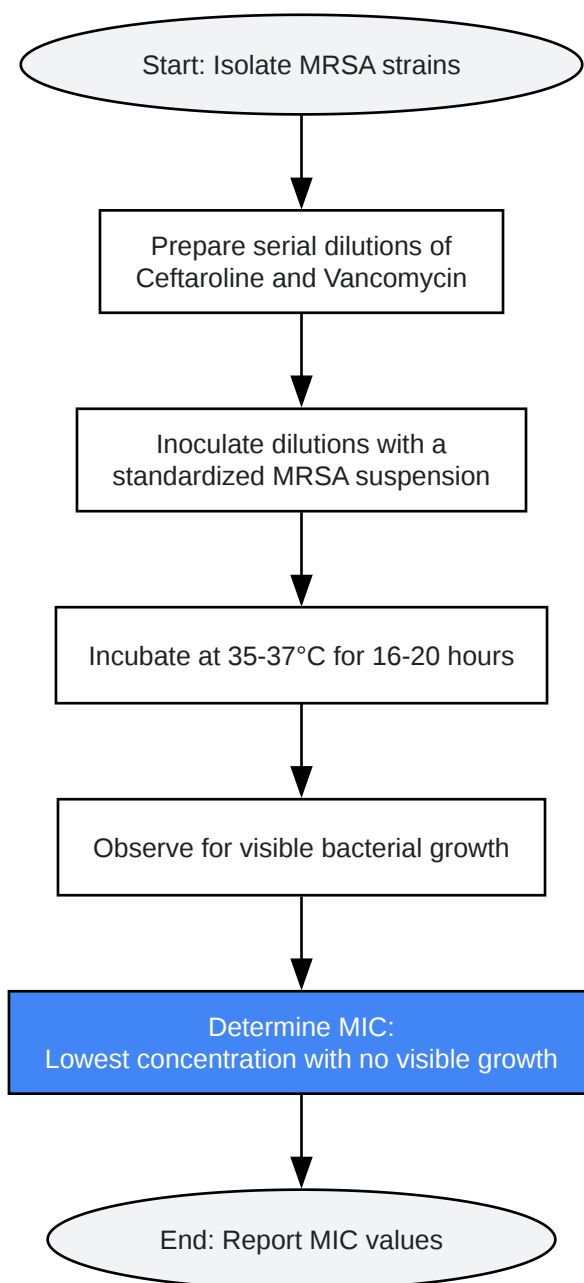 Start: Isolate MRSA strains
Prepare serial dilutions of
Ceftaroline and Vancomycin
Inoculate dilutions with a
standardized MRSA suspension
Incubate at 35-37°C for 16-20 hours
Observe for visible bacterial growth
Determine MIC:
Lowest concentration with no visible growth
End: Report MIC values